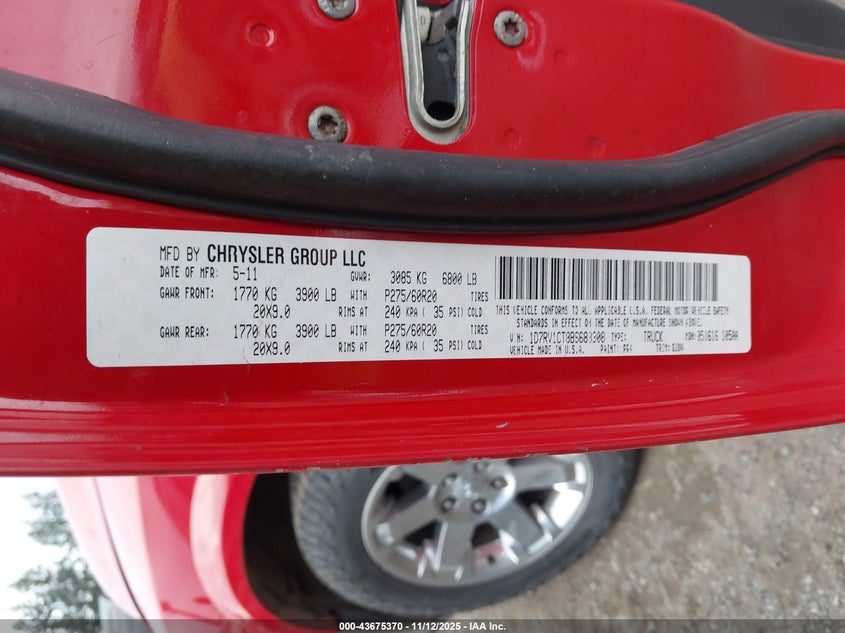 MFD BY CHRYSLER GROUP LLC
DATE OF MFR: 5-11 GVWR: 3085 KG 6800 LB
GAWR FRONT: 1770 KG 3900 LB WITH P275/60R20 TIRES
20X9.0 RIMS AT 240 KPA ( 35 PSI) COLD
GAWR REAR: 1770 KG 3900 LB WITH P275/60R20 TIRES
20X9.0 RIMS AT 240 KPA ( 35 PSI) COLD
THIS VEHICLE CONFORMS TO ALL APPLICABLE U.S.A. FEDERAL MOTOR VEHICLE SAFETY
STANDARDS IN EFFECT ON THE DATE OF MANUFACTURE SHOWN ABOVE.
TYPE: TRUCK MDH:
VEHICLE MADE IN U.S.A. PAINT: PR4 TRIM:
000-43675370 - 11/12/2025 - IAA Inc.